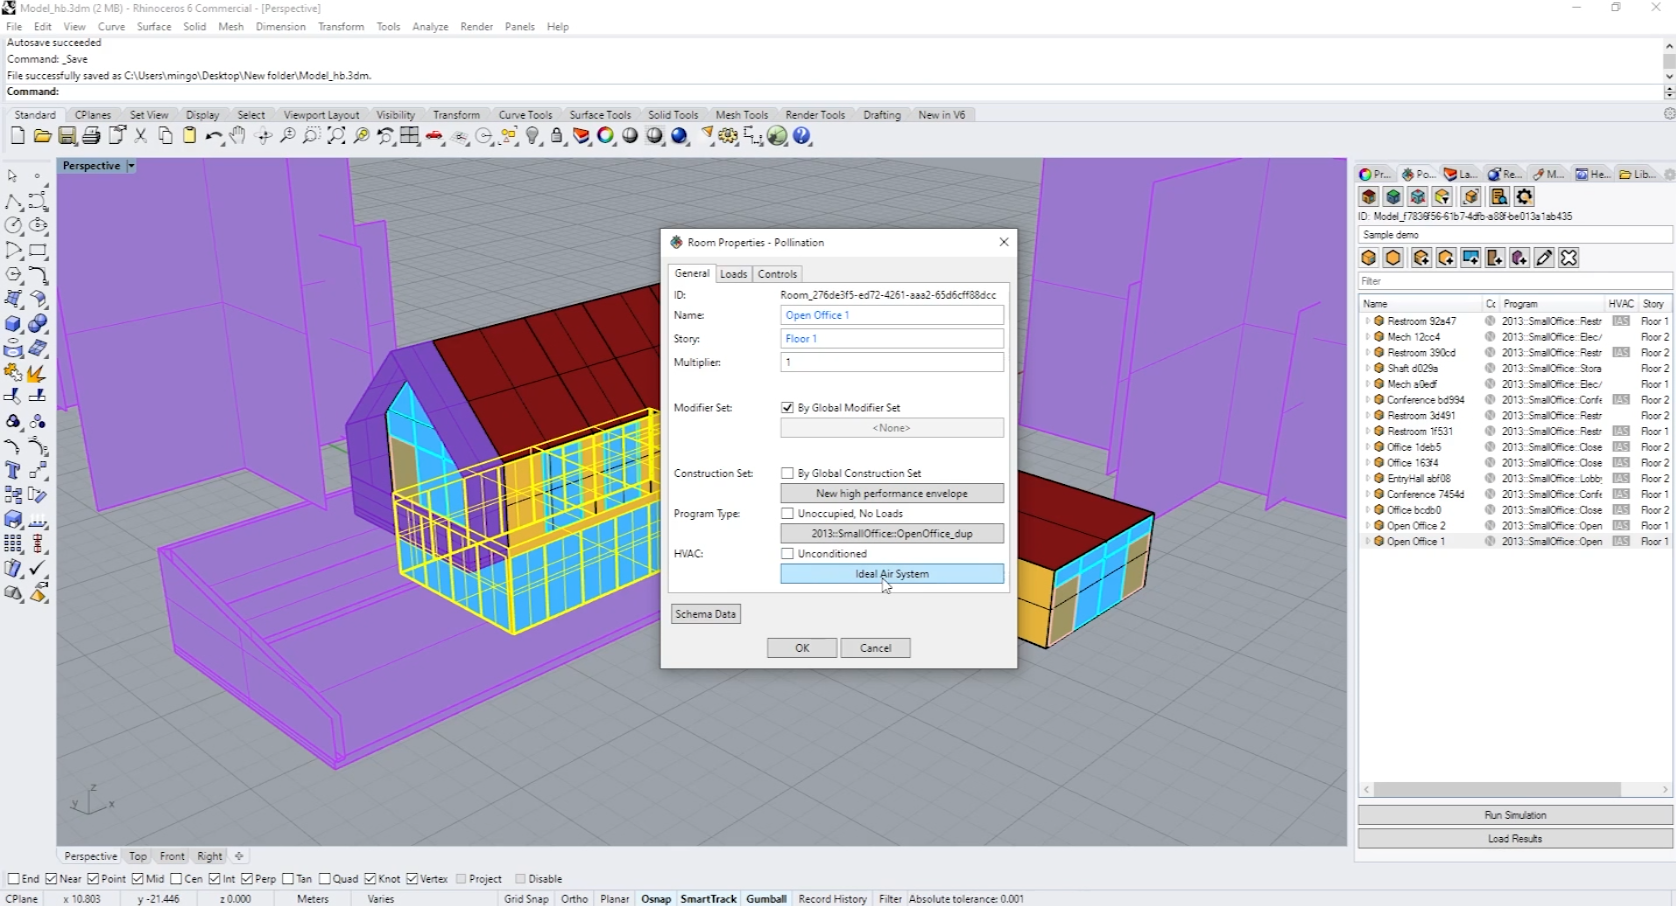 Model_hb.3dm (2 MB) - Rhinoceros 6 Commercial - [Perspective]
File Edit View Curve Surface Solid Mesh Dimension Transform Tools Analyze Render Panels Help
Autosave succeeded
Command: _Save
File successfully saved as C:\Users\mingo\Desktop\New folder\Model_hb.3dm.
Command:
Standard CPlanes Set View Display Select Viewport Layout Visibility Transform Curve Tools Surface Tools Solid Tools Mesh Tools Render Tools Drafting New in V6
Perspective
Pr... Po... La... Re... M... He... Lib...
ID: Model_f7836f56-61b7-4dfb-a88f-be013a1ab435
Sample demo
Filter
Name Cc Program HVAC Story
Restroom 92a47 2013::SmallOffice::Restr IAS Floor 1
Mech 12cc4 2013::SmallOffice::Elec/ Floor 2
Restroom 390cd 2013::SmallOffice::Restr IAS Floor 2
Shaft d029a 2013::SmallOffice::Stora Floor 2
Mech a0edf 2013::SmallOffice::Elec/ Floor 1
Conference bd994 2013::SmallOffice::Confe IAS Floor 2
Restroom 3d491 2013::SmallOffice::Restr Floor 2
Restroom 1f531 2013::SmallOffice::Restr IAS Floor 1
Office 1deb5 2013::SmallOffice::Close IAS Floor 2
Office 163f4 2013::SmallOffice::Close IAS Floor 2
EntryHall abf08 2013::SmallOffice::Lobby IAS Floor 1
Conference 7454d 2013::SmallOffice::Confe IAS Floor 1
Office bcdb0 2013::SmallOffice::Close IAS Floor 2
Open Office 2 2013::SmallOffice::Open IAS Floor 1
Open Office 1 2013::SmallOffice::Open IAS Floor 1
Run Simulation
Load Results
Room Properties - Pollination
General Loads Controls
ID: Room_276de3f5-ed72-4261-aaa2-65d6cff88dcc
Name: Open Office 1
Story: Floor 1
Multiplier: 1
Modifier Set: By Global Modifier Set
<None>
Construction Set: By Global Construction Set
New high performance envelope
Program Type: Unoccupied, No Loads
2013::SmallOffice::OpenOffice_dup
HVAC: Unconditioned
Ideal Air System
Schema Data
OK Cancel
z
y x
Perspective Top Front Right
End Near Point Mid Cen Int Perp Tan Quad Knot Vertex Project Disable
CPlane x 10.803 y -21.446 z 0.000 Meters Varies Grid Snap Ortho Planar Osnap SmartTrack Gumball Record History Filter Absolute tolerance: 0.001